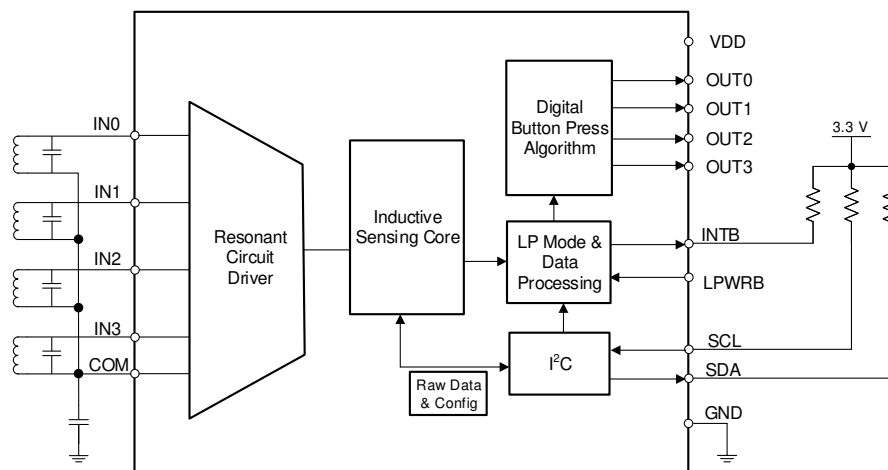 VDD
OUT0
OUT1
OUT2
OUT3
Digital
Button Press
Algorithm
3.3 V
IN0
IN1
IN2
IN3
COM
Resonant
Circuit
Driver
Inductive
Sensing Core
LP Mode &
Data
Processing
INTB
LPWRB
SCL
SDA
I²C
Raw Data
& Config
GND